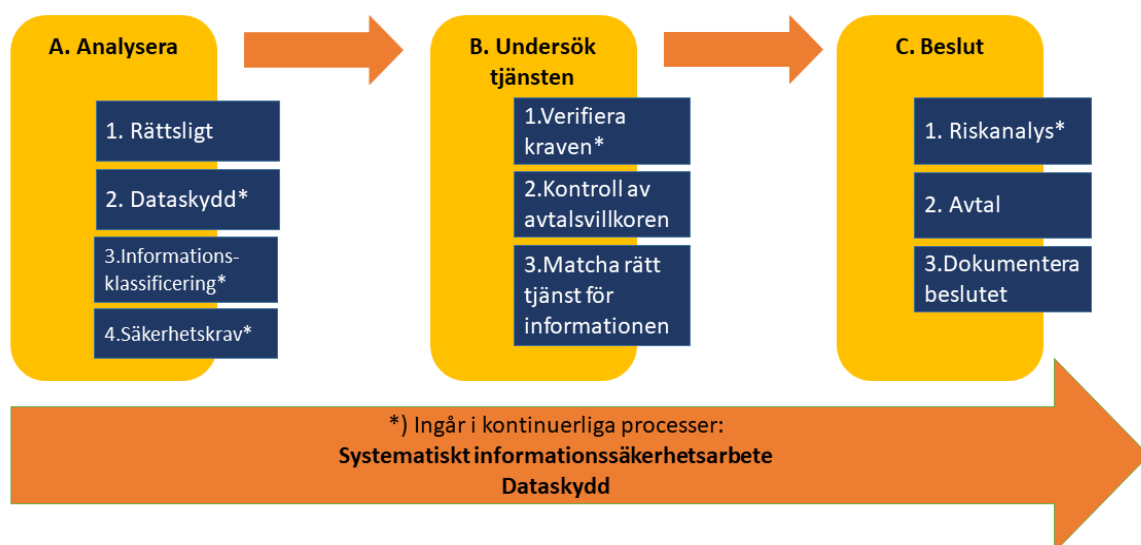 A. Analysera
1. Rättsligt
2. Dataskydd*
3.Informations-
klassificering*
4.Säkerhetskrav*
B. Undersök
tjänsten
1.Verifiera
kraven*
2.Kontroll av
avtalsvillkoren
3.Matcha rätt
tjänst för
informationen
C. Beslut
1. Riskanalys*
2. Avtal
3.Dokumentera
beslutet
*) Ingår i kontinuerliga processer:
Systematiskt informationssäkerhetsarbete
Dataskydd